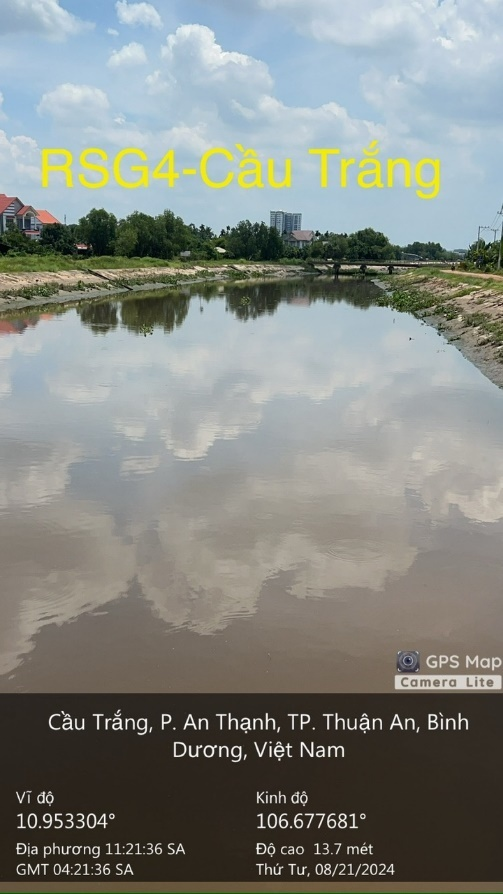 RSG4-Cầu Trắng
GPS Map
Camera Lite
Cầu Trắng, P. An Thạnh, TP. Thuận An, Bình
Dương, Việt Nam
Vĩ độ
10.953304°
Kinh độ
106.677681°
Địa phương 11:21:36 SA
GMT 04:21:36 SA
Độ cao 13.7 mét
Thứ Tư, 08/21/2024